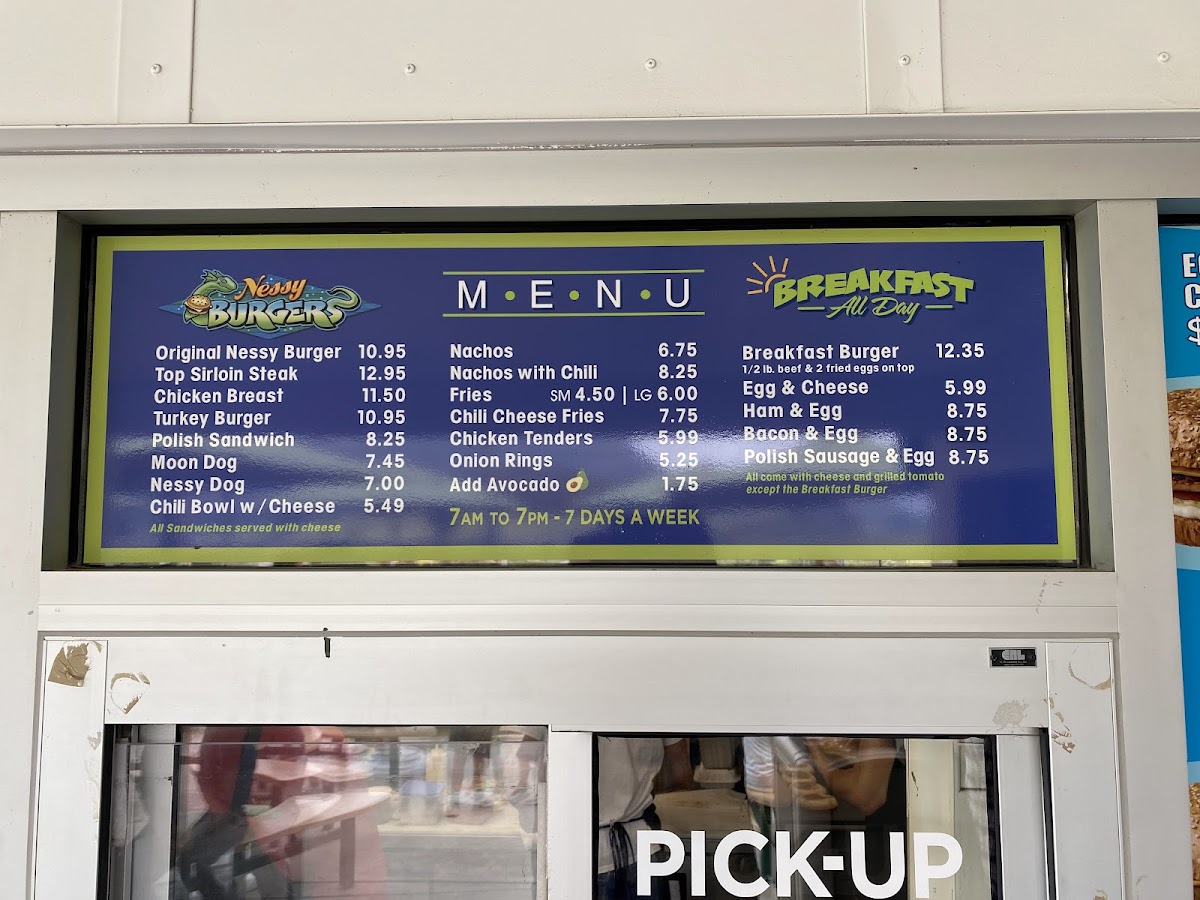 Nessy
BURGERS
Original Nessy Burger 10.95
Top Sirloin Steak 12.95
Chicken Breast 11.50
Turkey Burger 10.95
Polish Sandwich 8.25
Moon Dog 7.45
Nessy Dog 7.00
Chili Bowl w/Cheese 5.49
All Sandwiches served with cheese
M•E•N•U
Nachos 6.75
Nachos with Chili 8.25
Fries SM 4.50 | LG 6.00
Chili Cheese Fries 7.75
Chicken Tenders 5.99
Onion Rings 5.25
Add Avocado 1.75
7AM TO 7PM - 7 DAYS A WEEK
BREAKFAST
All Day
Breakfast Burger 12.35
1/2 lb. beef & 2 fried eggs on top
Egg & Cheese 5.99
Ham & Egg 8.75
Bacon & Egg 8.75
Polish Sausage & Egg 8.75
All come with cheese and grilled tomato
except the Breakfast Burger
PICK-UP